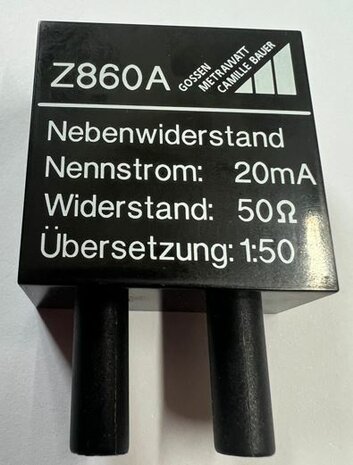 Z860A
GOSSEN
METRAWATT
CAMILLE BAUER
Nebenwiderstand
Nennstrom: 20mA
Widerstand: 50Ω
Übersetzung: 1:50